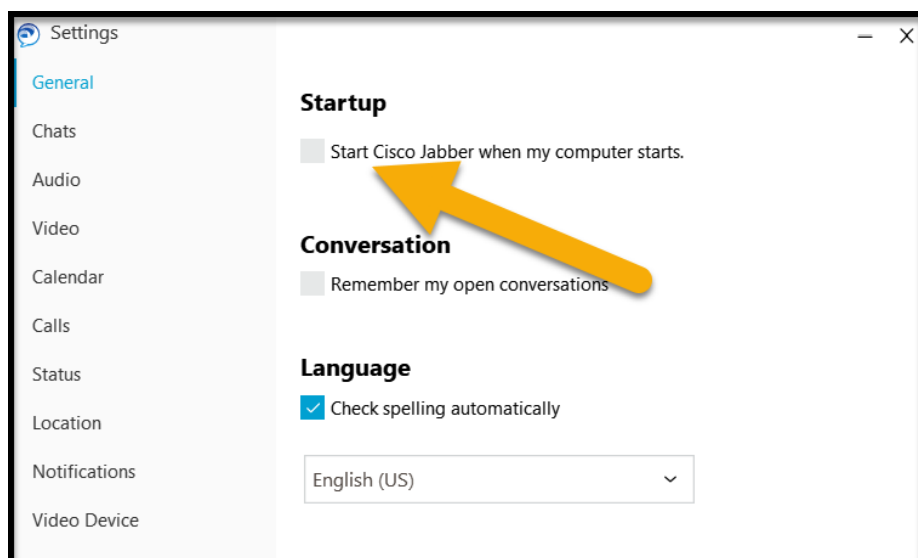 Settings
General
Chats
Audio
Video
Calendar
Calls
Status
Location
Notifications
Video Device
Startup
Start Cisco Jabber when my computer starts.
Conversation
Remember my open conversations
Language
Check spelling automatically
English (US)